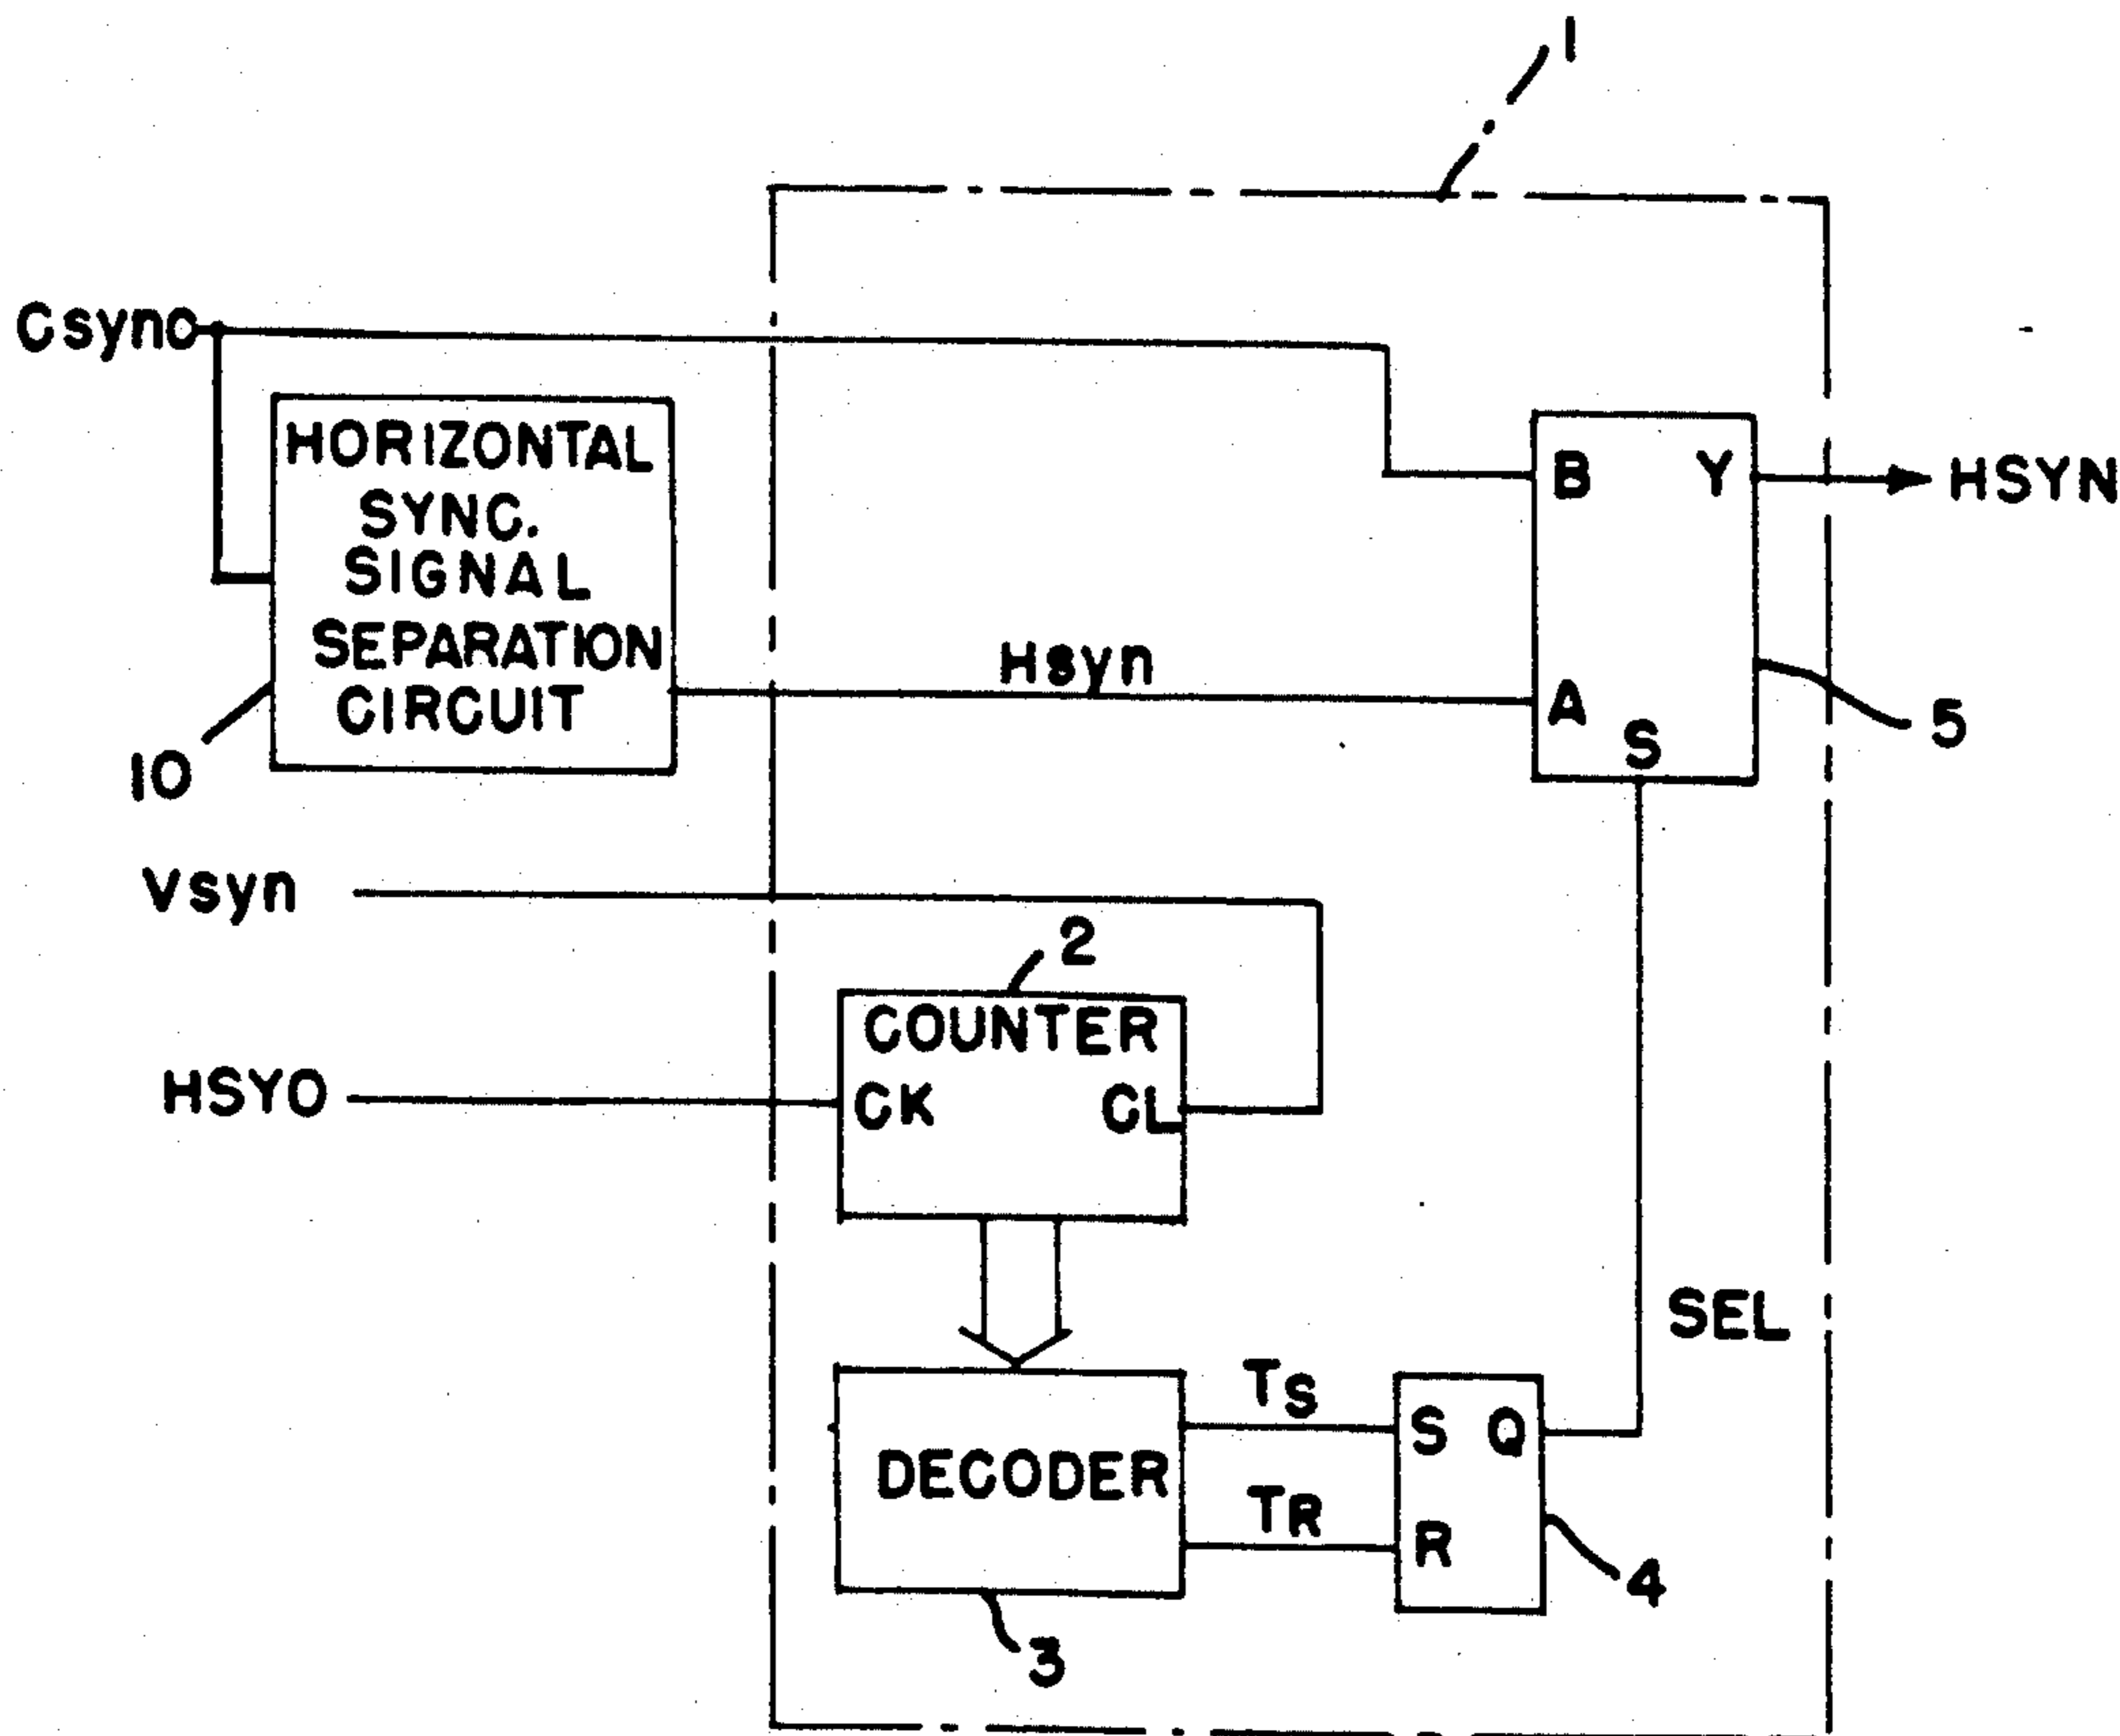 1
Csync
HORIZONTAL
SYNC.
SIGNAL
SEPARATION
CIRCUIT
10
B Y
HSYN
Hsyn
A
S
5
Vsyn
2
COUNTER
HSYO
CK CL
SEL
TS
S Q
DECODER
TR
R
4
3